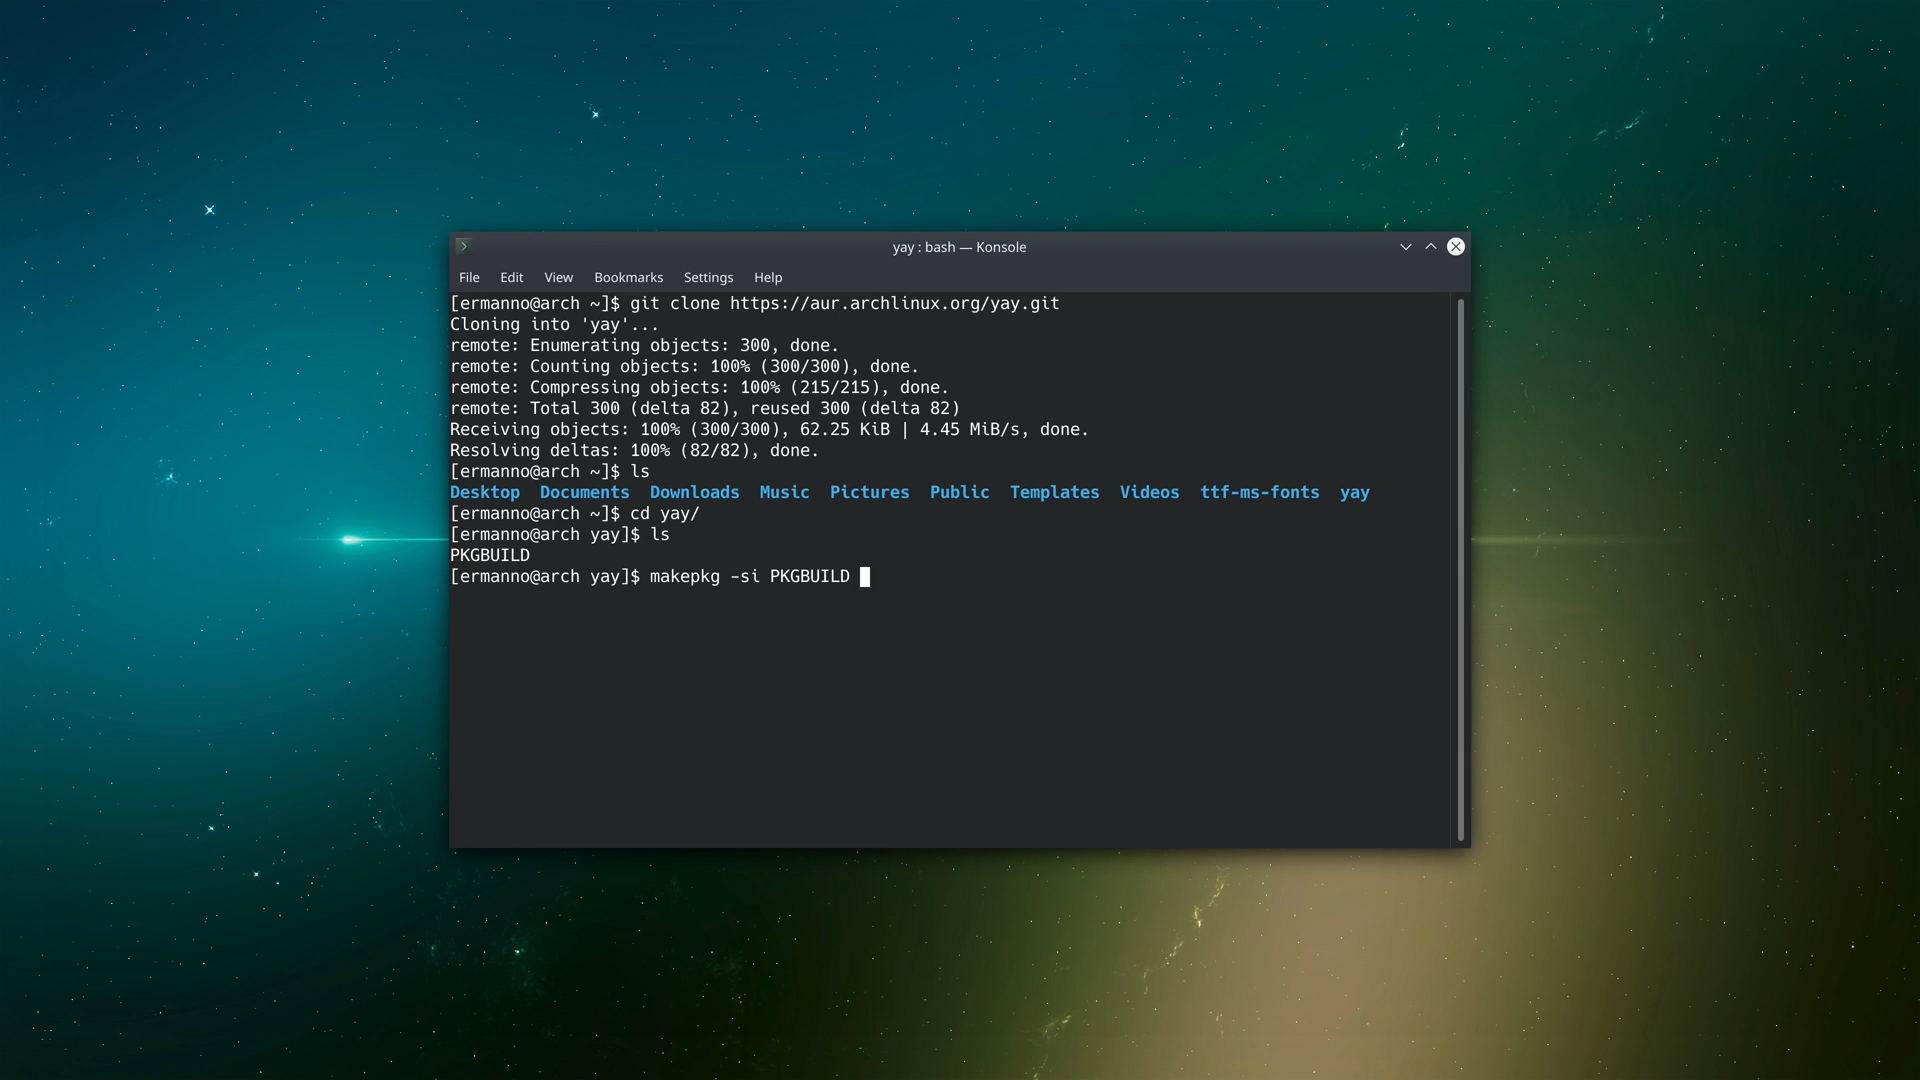 yay : bash — Konsole
File Edit View Bookmarks Settings Help
[ermanno@arch ~]$ git clone https://aur.archlinux.org/yay.git
Cloning into 'yay'...
remote: Enumerating objects: 300, done.
remote: Counting objects: 100% (300/300), done.
remote: Compressing objects: 100% (215/215), done.
remote: Total 300 (delta 82), reused 300 (delta 82)
Receiving objects: 100% (300/300), 62.25 KiB | 4.45 MiB/s, done.
Resolving deltas: 100% (82/82), done.
[ermanno@arch ~]$ ls
Desktop  Documents  Downloads  Music  Pictures  Public  Templates  Videos  ttf-ms-fonts  yay
[ermanno@arch ~]$ cd yay/
[ermanno@arch yay]$ ls
PKGBUILD
[ermanno@arch yay]$ makepkg -si PKGBUILD